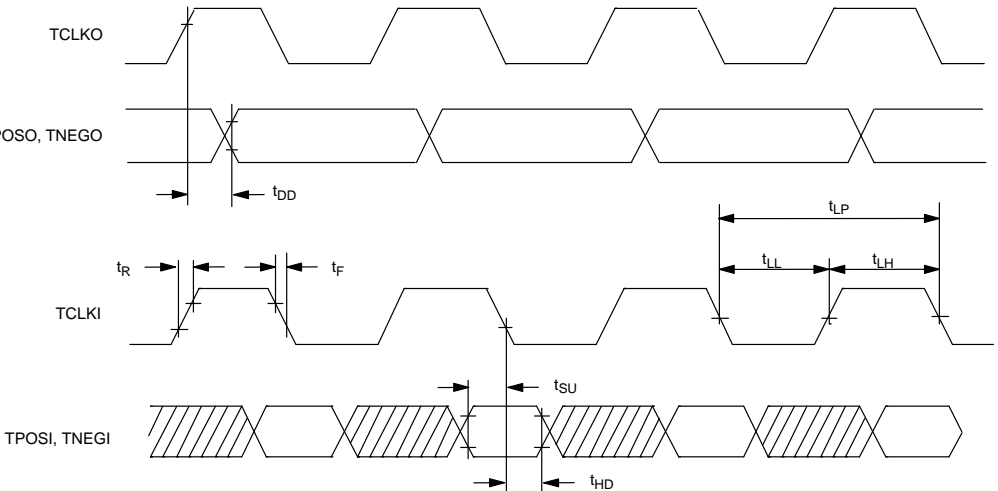 TCLKO
POSO, TNEGO
tDD
tLP
tR
tF
tLL
tLH
TCLKI
tSU
TPOSI, TNEGI
tHD